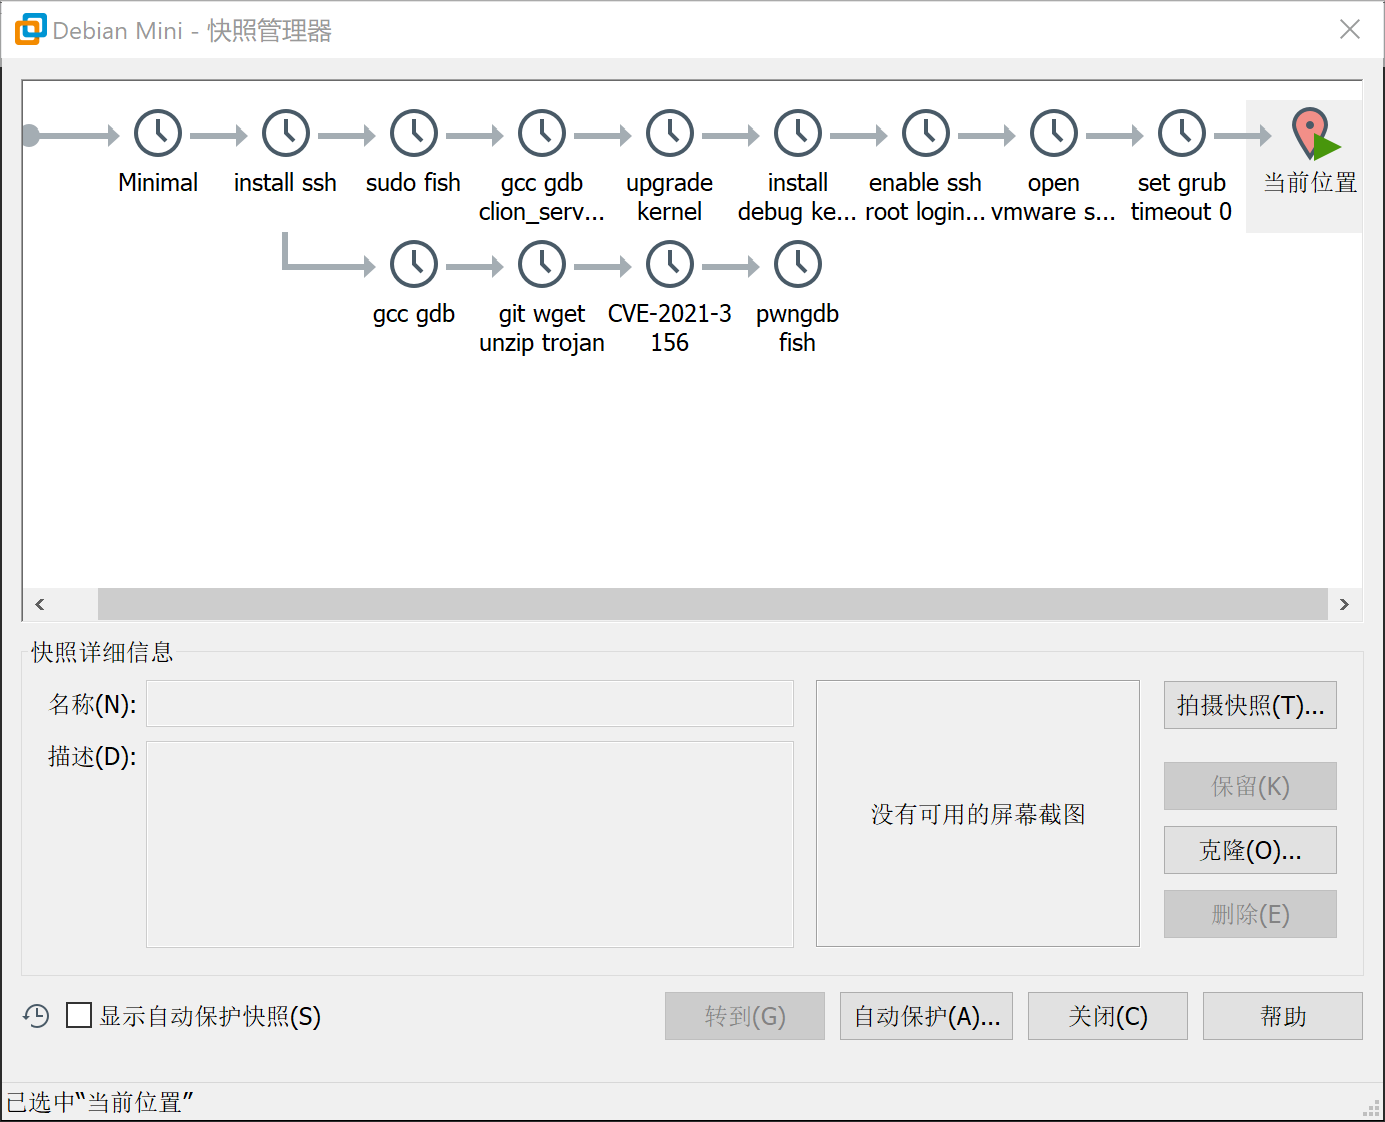 Debian Mini - 快照管理器
Minimal
install ssh
sudo fish
gcc gdb
clion_serv...
upgrade
kernel
install
debug ke...
enable ssh
root login...
open
vmware s...
set grub
timeout 0
当前位置
gcc gdb
git wget
unzip trojan
CVE-2021-3
156
pwngdb
fish
快照详细信息
名称(N):
描述(D):
没有可用的屏幕截图
拍摄快照(T)...
保留(K)
克隆(O)...
删除(E)
显示自动保护快照(S)
转到(G)
自动保护(A)...
关闭(C)
帮助
已选中“当前位置”